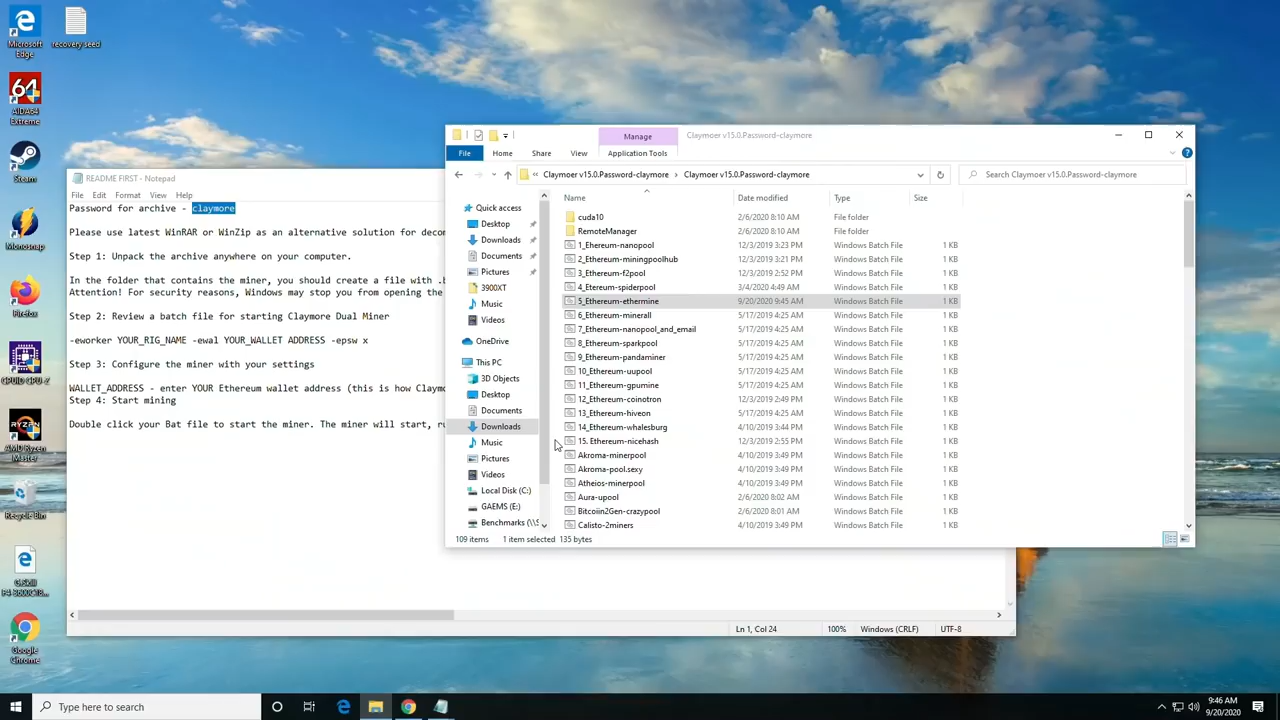 Microsoft Edge
recovery seed
64
AIDA64 Extreme
Steam
Monosnap
Firefox
CPUID CPU-Z
RYZEN
AMD Ryzen Master
Recycle Bin
G.Skill
Google Chrome
README FIRST - Notepad
File Edit Format View Help
Password for archive - claymore
Please use latest WinRAR or WinZip as an alternative solution for decom
Step 1: Unpack the archive anywhere on your computer.
In the folder that contains the miner, you should create a file with .b
Attention! For security reasons, Windows may stop you from opening the
Step 2: Review a batch file for starting Claymore Dual Miner
-eworker YOUR_RIG_NAME -ewal YOUR_WALLET ADDRESS -epsw x
Step 3: Configure the miner with your settings
WALLET_ADDRESS - enter YOUR Ethereum wallet address (this is how Claymo
Step 4: Start mining
Double click your Bat file to start the miner. The miner will start, ru
Ln 1, Col 24 100% Windows (CRLF) UTF-8
Manage Claymoer v15.0.Password-claymore
File Home Share View Application Tools
Claymoer v15.0.Password-claymore › Claymoer v15.0.Password-claymore
Search Claymoer v15.0.Password-claymore
Quick access
Desktop
Downloads
Documents
Pictures
3900XT
Music
Videos
OneDrive
This PC
3D Objects
Desktop
Documents
Downloads
Music
Pictures
Videos
Local Disk (C:)
GAEMS (E:)
Benchmarks (\\S
Name Date modified Type Size
cuda10 2/6/2020 8:10 AM File folder
RemoteManager 2/6/2020 8:10 AM File folder
1_Ehereum-nanopool 12/3/2019 3:23 PM Windows Batch File 1 KB
2_Ethereum-miningpoolhub 12/3/2019 3:21 PM Windows Batch File 1 KB
3_Ethereum-f2pool 12/3/2019 2:52 PM Windows Batch File 1 KB
4_Etereum-spiderpool 3/4/2020 4:49 AM Windows Batch File 1 KB
5_Ethereum-ethermine 9/20/2020 9:45 AM Windows Batch File 1 KB
6_Ethereum-minerall 5/17/2019 4:25 AM Windows Batch File 1 KB
7_Ethereum-nanopool_and_email 5/17/2019 4:25 AM Windows Batch File 1 KB
8_Ethereum-sparkpool 5/17/2019 4:25 AM Windows Batch File 1 KB
9_Ethereum-pandaminer 5/17/2019 4:25 AM Windows Batch File 1 KB
10_Ethereum-uupool 5/17/2019 4:25 AM Windows Batch File 1 KB
11_Ethereum-gpumine 5/17/2019 4:25 AM Windows Batch File 1 KB
12_Ethereum-coinotron 12/3/2019 2:49 PM Windows Batch File 1 KB
13_Ethereum-hiveon 5/17/2019 4:25 AM Windows Batch File 1 KB
14_Ethereum-whalesburg 4/10/2019 3:44 PM Windows Batch File 1 KB
15. Ethereum-nicehash 12/3/2019 2:55 PM Windows Batch File 1 KB
Akroma-minerpool 4/10/2019 3:49 PM Windows Batch File 1 KB
Akroma-pool.sexy 4/10/2019 3:49 PM Windows Batch File 1 KB
Atheios-minerpool 4/10/2019 3:49 PM Windows Batch File 1 KB
Aura-upool 2/6/2020 8:02 AM Windows Batch File 1 KB
Bitcoiin2Gen-crazypool 2/6/2020 8:01 AM Windows Batch File 1 KB
Calisto-2miners 4/10/2019 3:49 PM Windows Batch File 1 KB
109 items 1 item selected 135 bytes
Type here to search
9:46 AM
9/20/2020